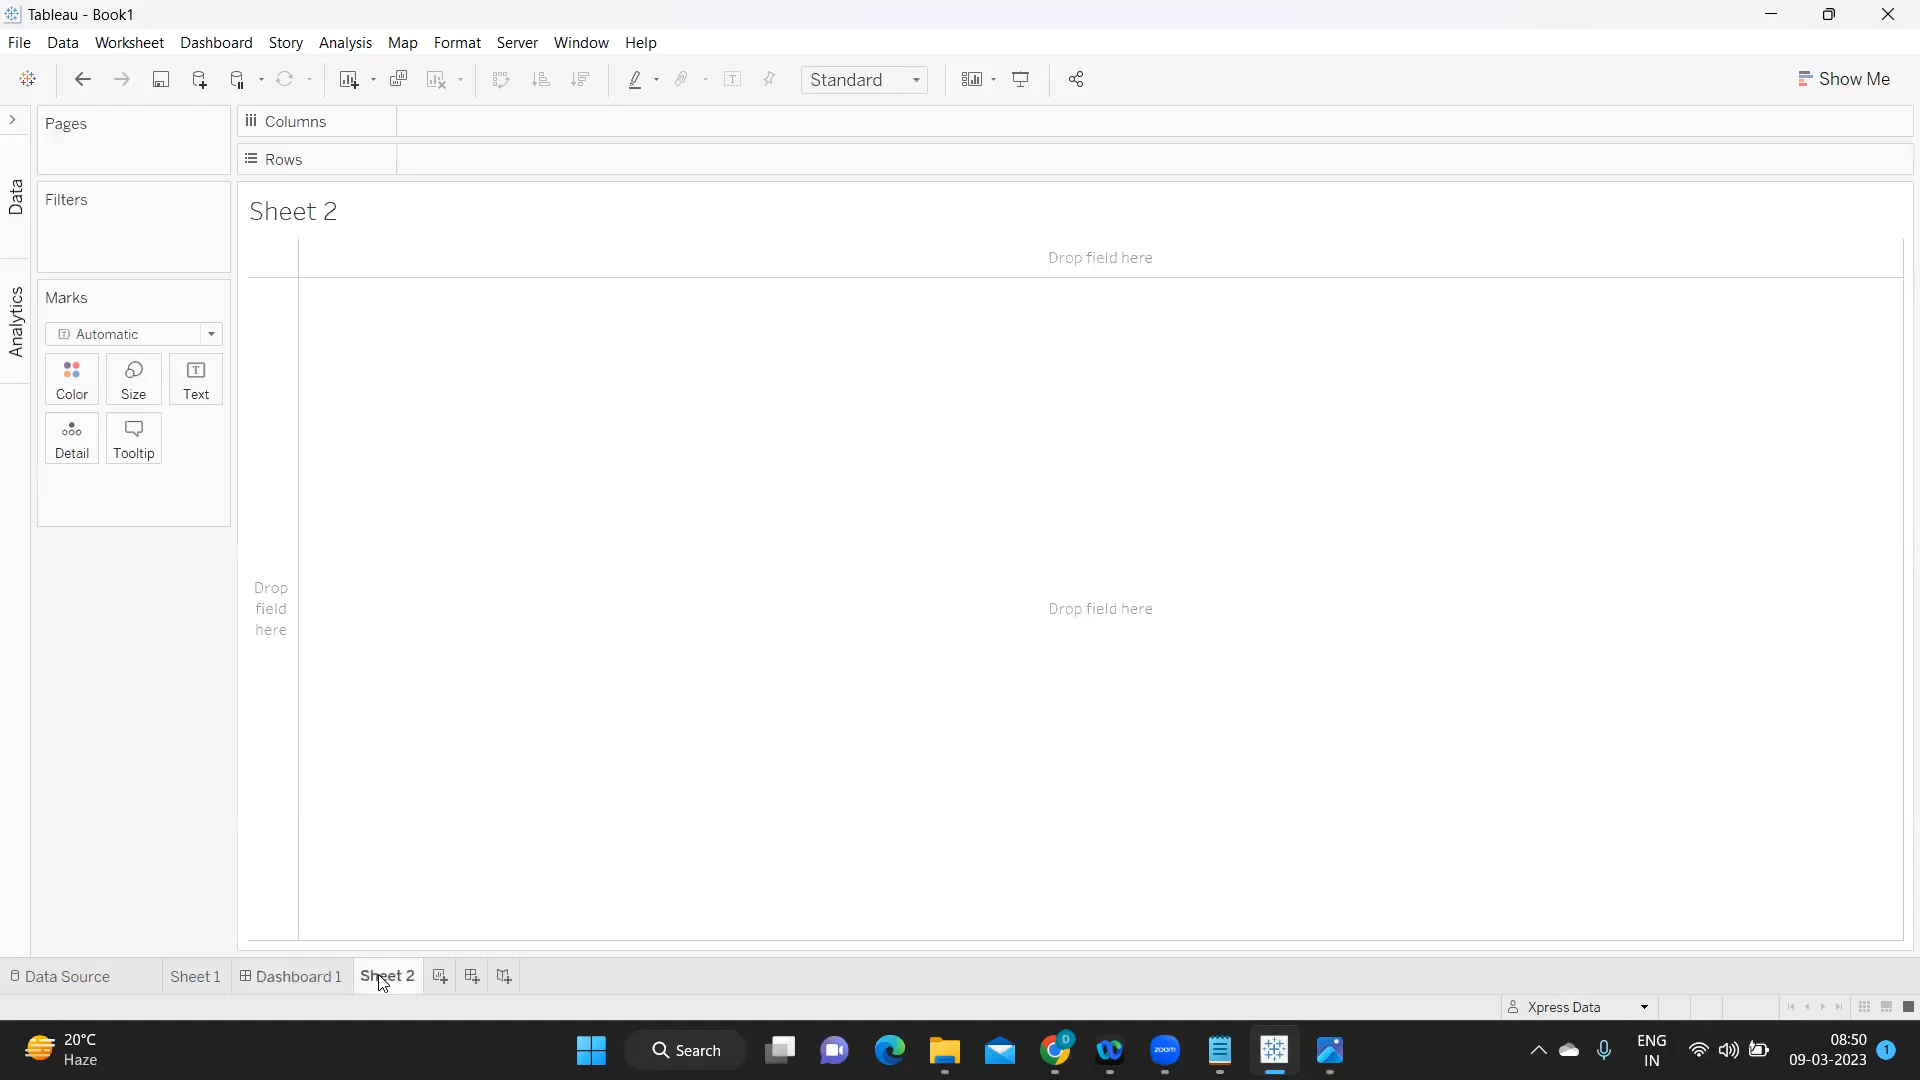 Tableau - Book1
File Data Worksheet Dashboard Story Analysis Map Format Server Window Help
Standard
Show Me
Data
Analytics
Pages
Filters
Marks
Automatic
Color Size Text
Detail Tooltip
Columns
Rows
Sheet 2
Drop field here
Drop
field
here
Drop field here
Data Source Sheet 1 Dashboard 1 Sheet 2
Xpress Data
20°C
Haze
Search
zoom
D
ENG
IN
08:50
09-03-2023
1